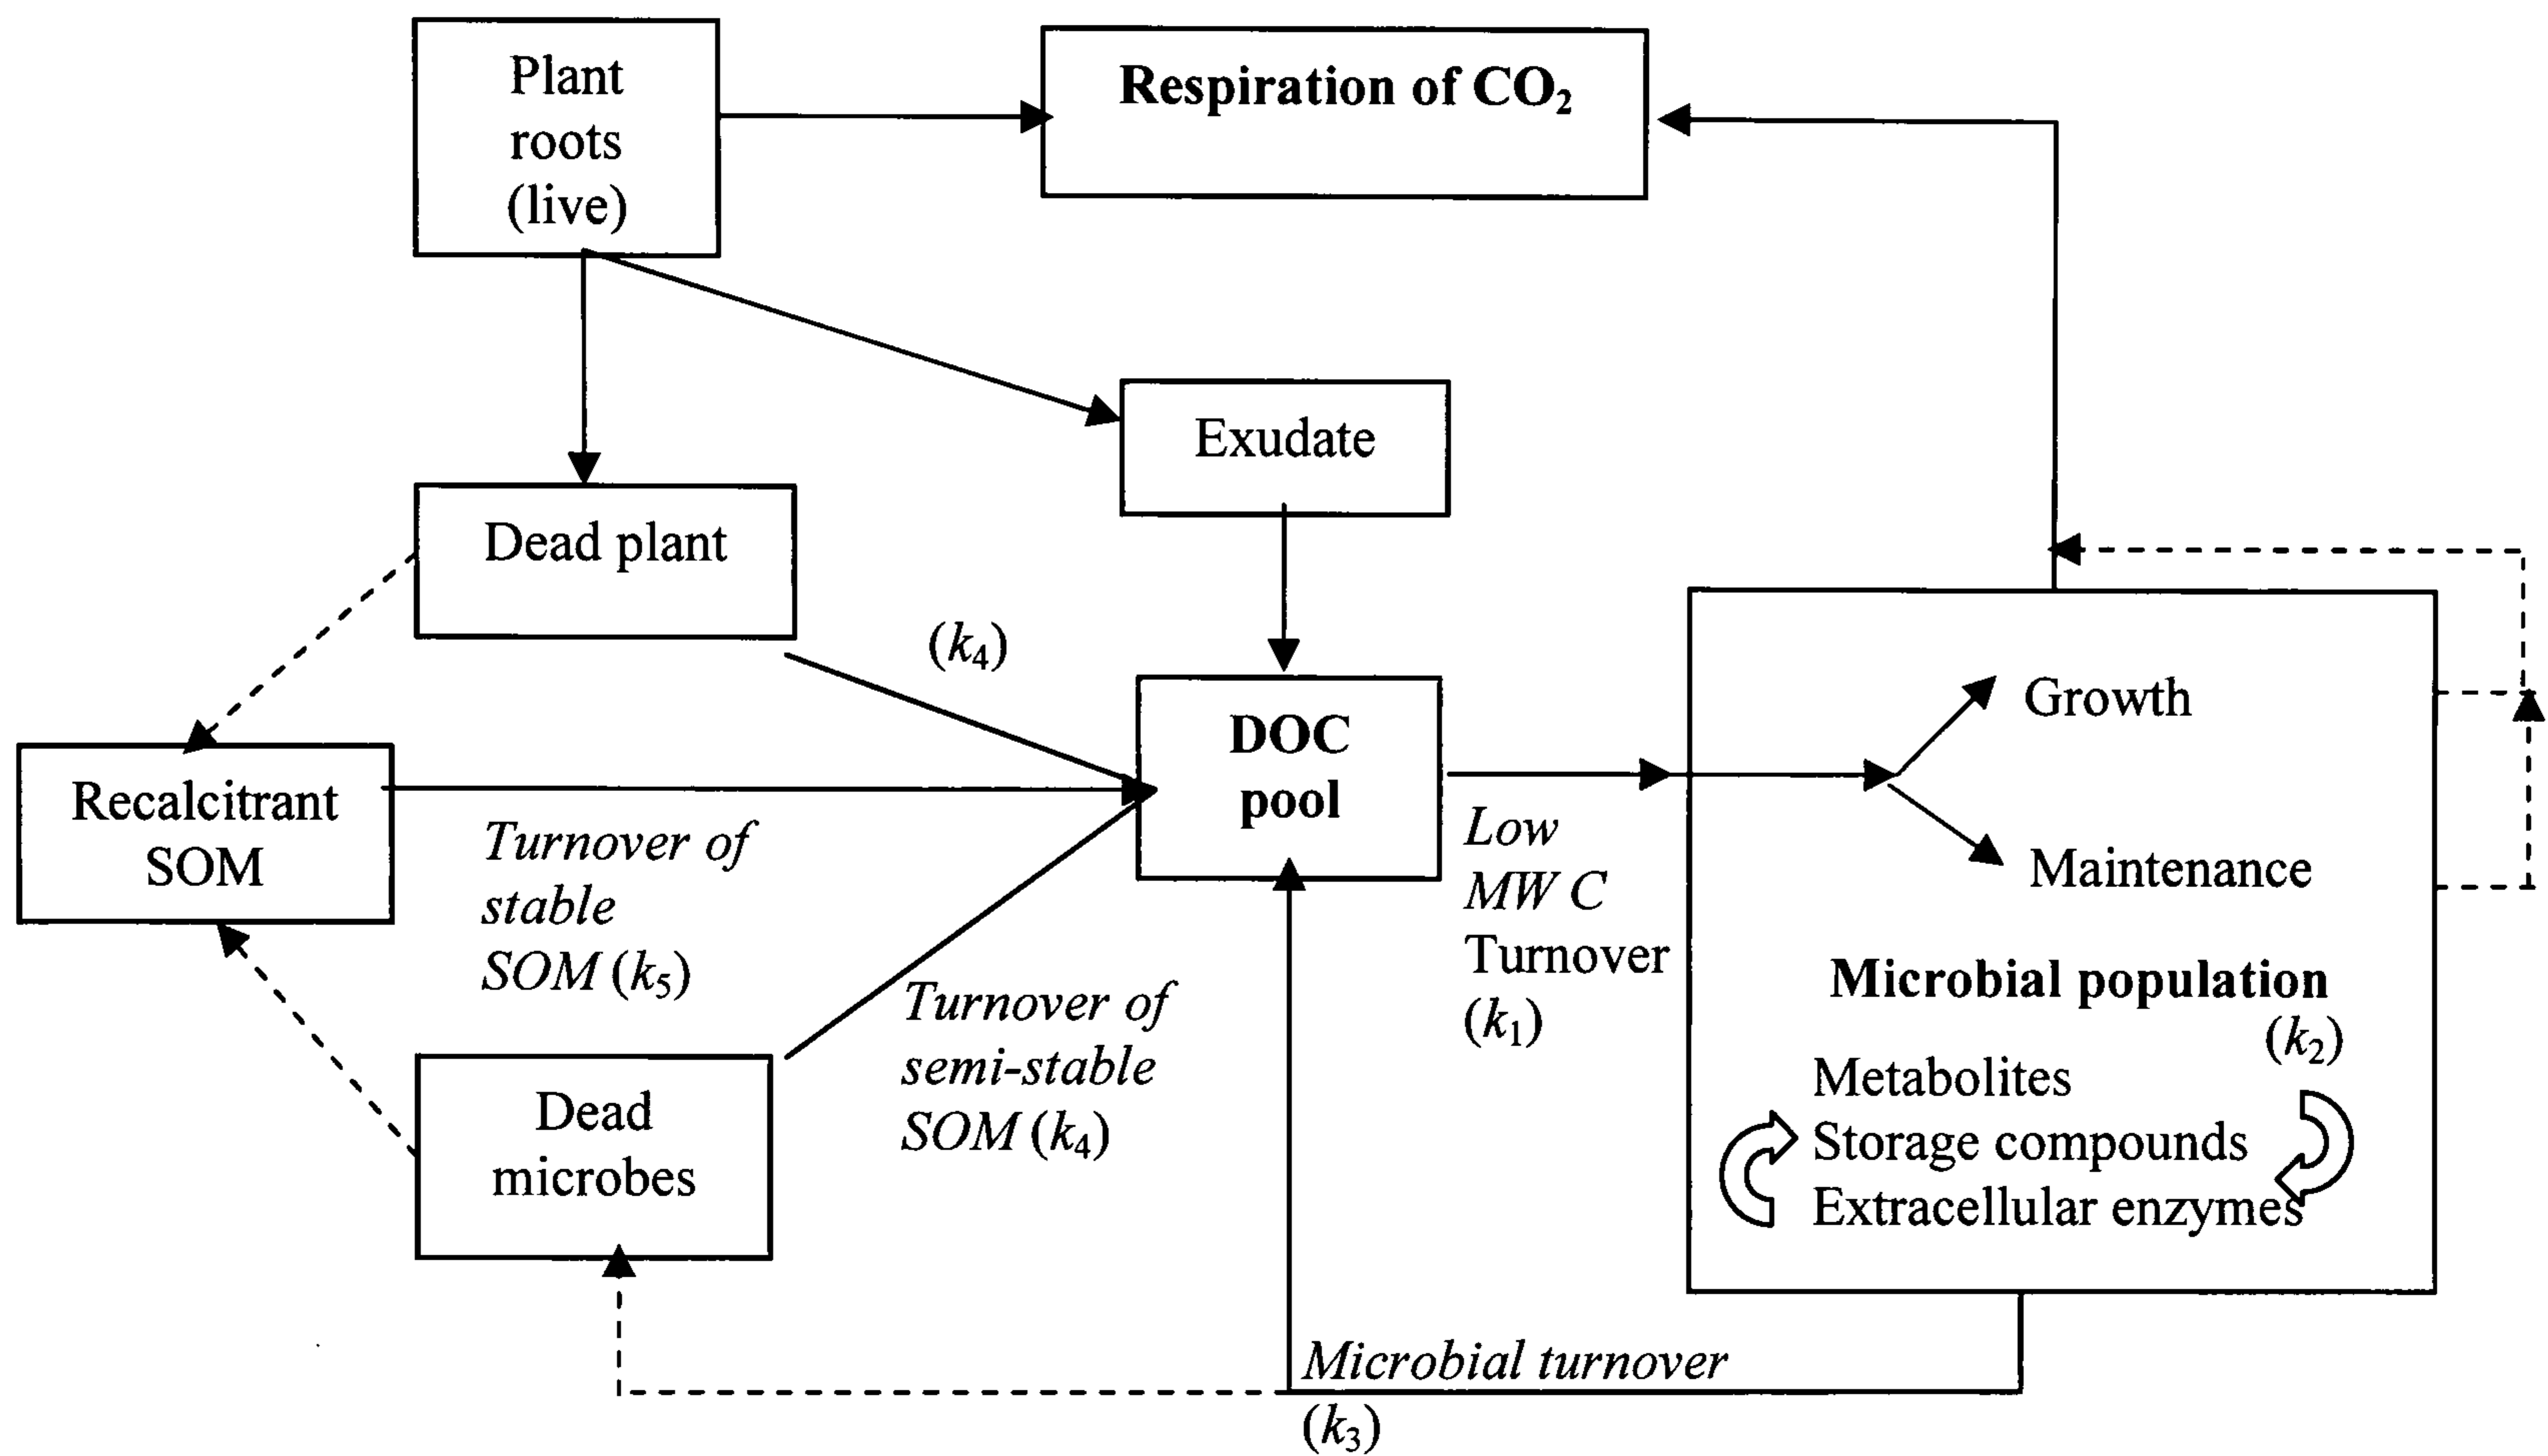 Plant
roots
(live)
Respiration of CO₂
Exudate
Dead plant
(k₄)
DOC
pool
Growth
Recalcitrant
SOM
Turnover of
stable
SOM (k₅)
Low
MW C
Turnover
(k₁)
Maintenance
Microbial population
(k₂)
Turnover of
semi-stable
SOM (k₄)
Metabolites
Storage compounds
Extracellular enzymes
Dead
microbes
Microbial turnover
(k₃)